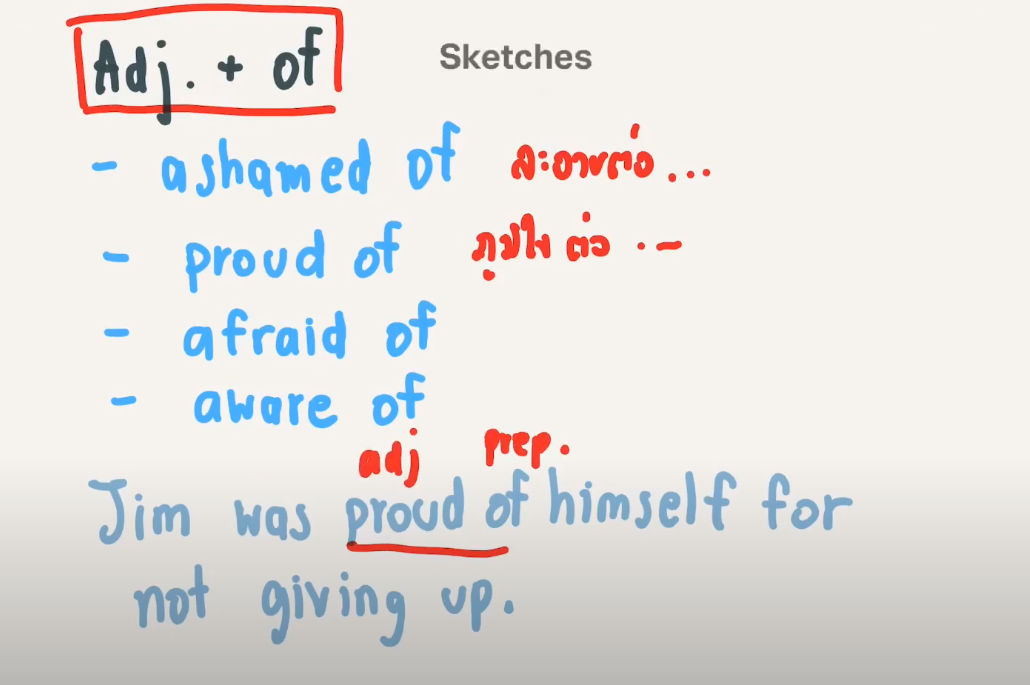 Adj. + of
Sketches
- ashamed of ละอายต่อ...
- proud of ภูมิใจ ต่อ . -
- afraid of
- aware of
adj prep.
Jim was proud of himself for
not giving up.